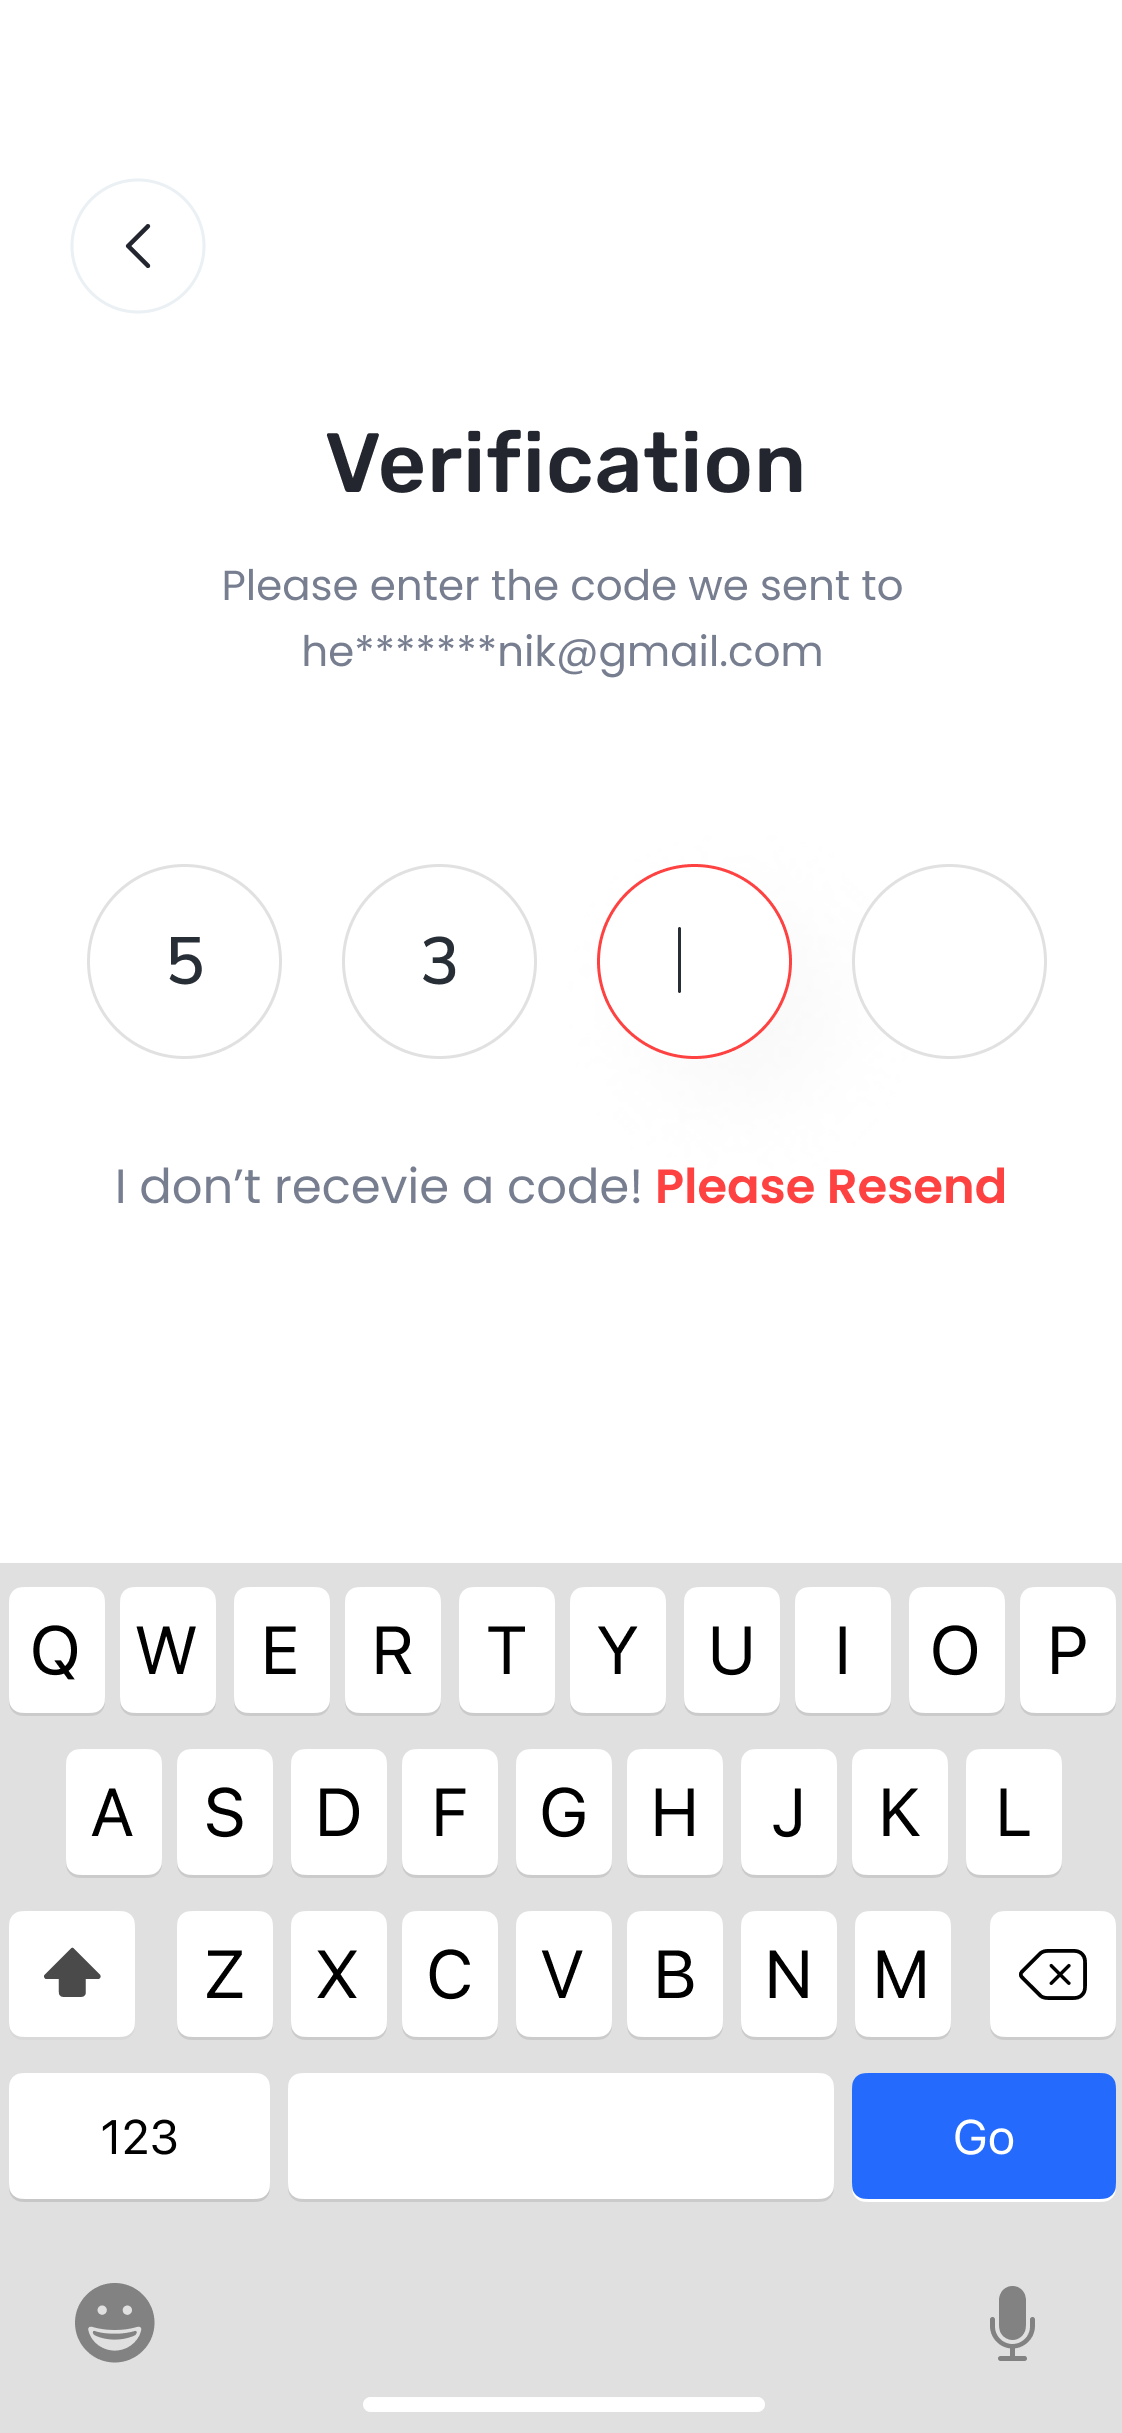 Verification
Please enter the code we sent to
he*******nik@gmail.com
5 3
I don’t recevie a code! Please Resend
Q W E R T Y U I O P
A S D F G H J K L
Z X C V B N M
123 Go